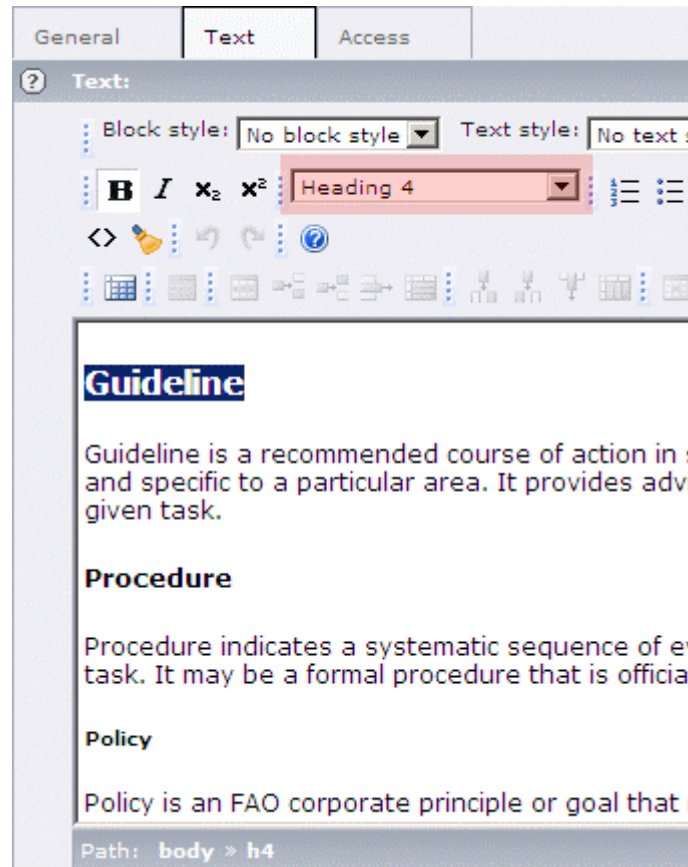 General Text Access
? Text:
Block style: No block style Text style: No text
B I x₂ x² Heading 4
Guideline
Guideline is a recommended course of action in
and specific to a particular area. It provides adv
given task.
Procedure
Procedure indicates a systematic sequence of e
task. It may be a formal procedure that is officia
Policy
Policy is an FAO corporate principle or goal that
Path: body » h4